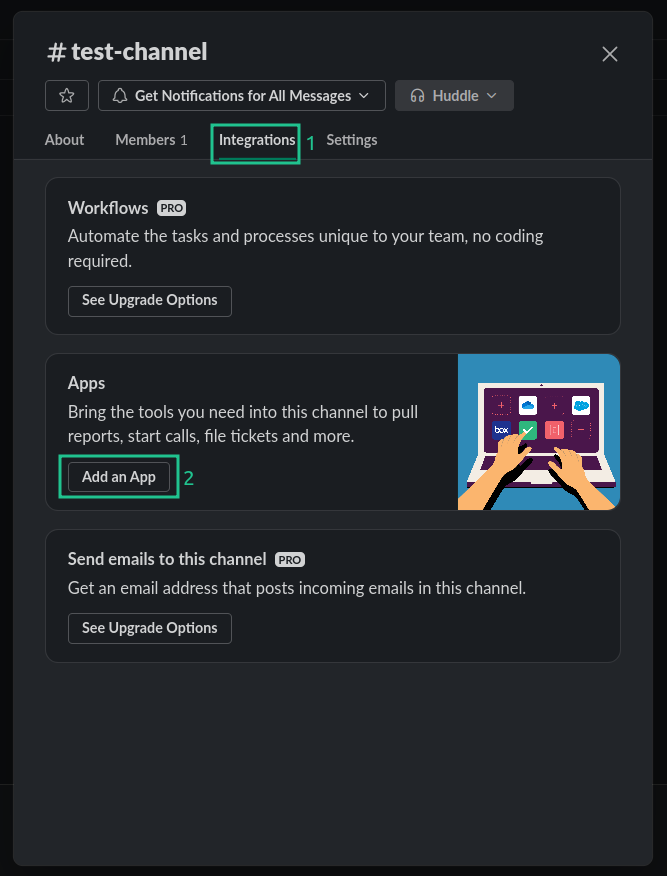 # test-channel
Get Notifications for All Messages
Huddle
About Members 1 Integrations 1 Settings
Workflows PRO
Automate the tasks and processes unique to your team, no coding
required.
See Upgrade Options
Apps
Bring the tools you need into this channel to pull
reports, start calls, file tickets and more.
box
Add an App 2
Send emails to this channel PRO
Get an email address that posts incoming emails in this channel.
See Upgrade Options